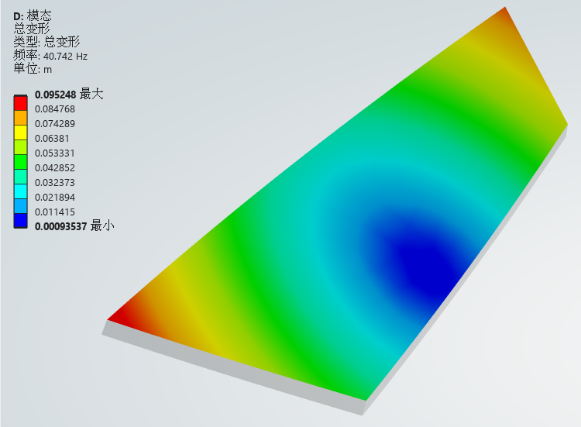 D: 模态
总变形
类型: 总变形
频率: 40.742 Hz
单位: m
0.095248 最大
0.084768
0.074289
0.06381
0.053331
0.042852
0.032373
0.021894
0.011415
0.00093537 最小